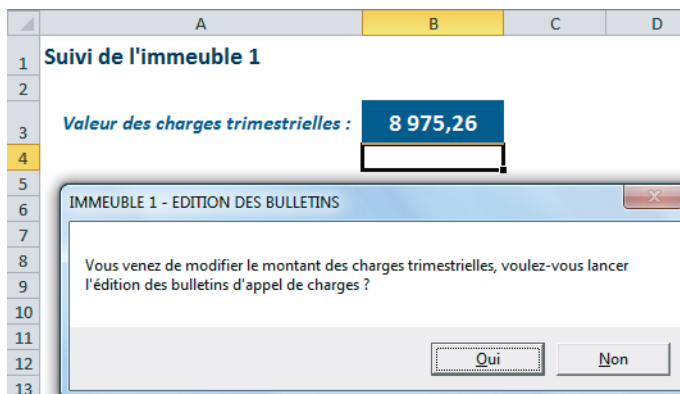 A B C D
1 Suivi de l'immeuble 1
2
3 Valeur des charges trimestrielles : 8 975,26
4
5
6 IMMEUBLE 1 - EDITION DES BULLETINS
7
8 Vous venez de modifier le montant des charges trimestrielles, voulez-vous lancer
9 l'édition des bulletins d'appel de charges ?
10
11
12 Oui Non
13